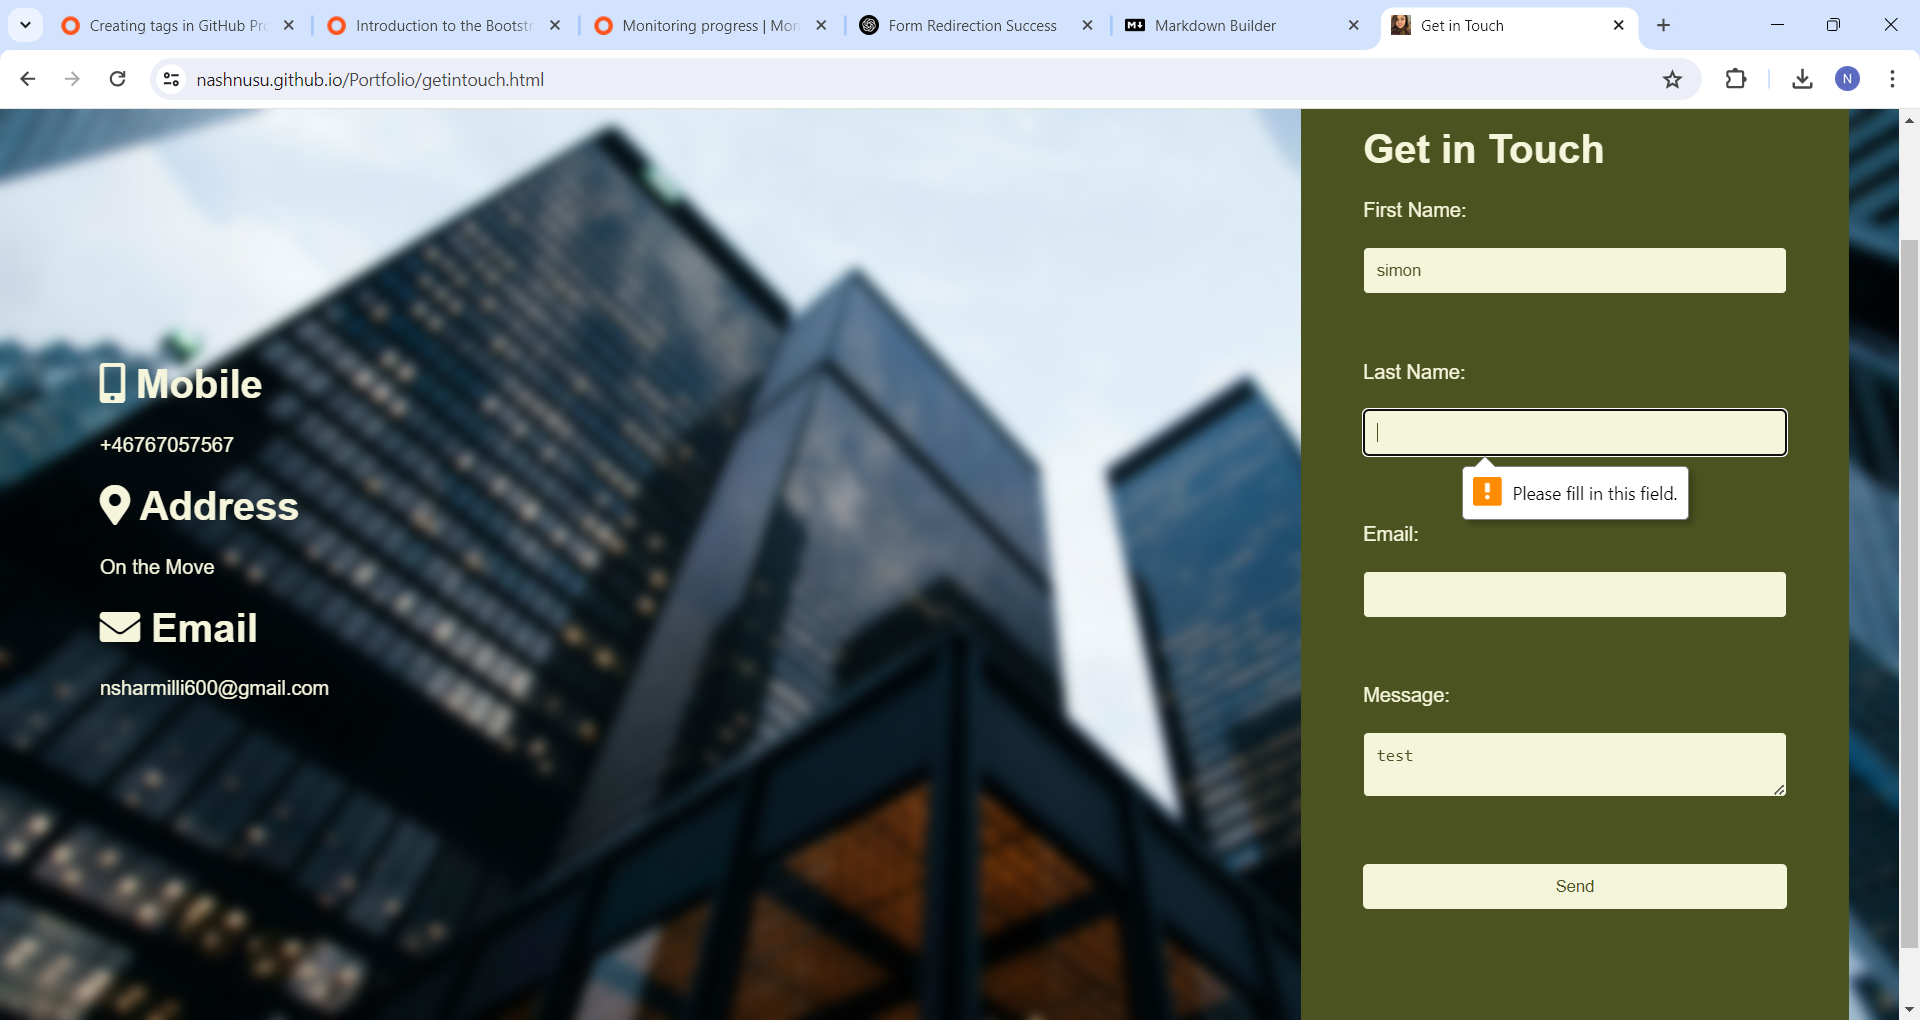 Creating tags in GitHub Pr
Introduction to the Bootstr
Monitoring progress | Mon
Form Redirection Success
Markdown Builder
Get in Touch
nashnusu.github.io/Portfolio/getintouch.html
N
Get in Touch
First Name:
simon
Last Name:
Please fill in this field.
Email:
Message:
test
Send
Mobile
+46767057567
Address
On the Move
Email
nsharmilli600@gmail.com